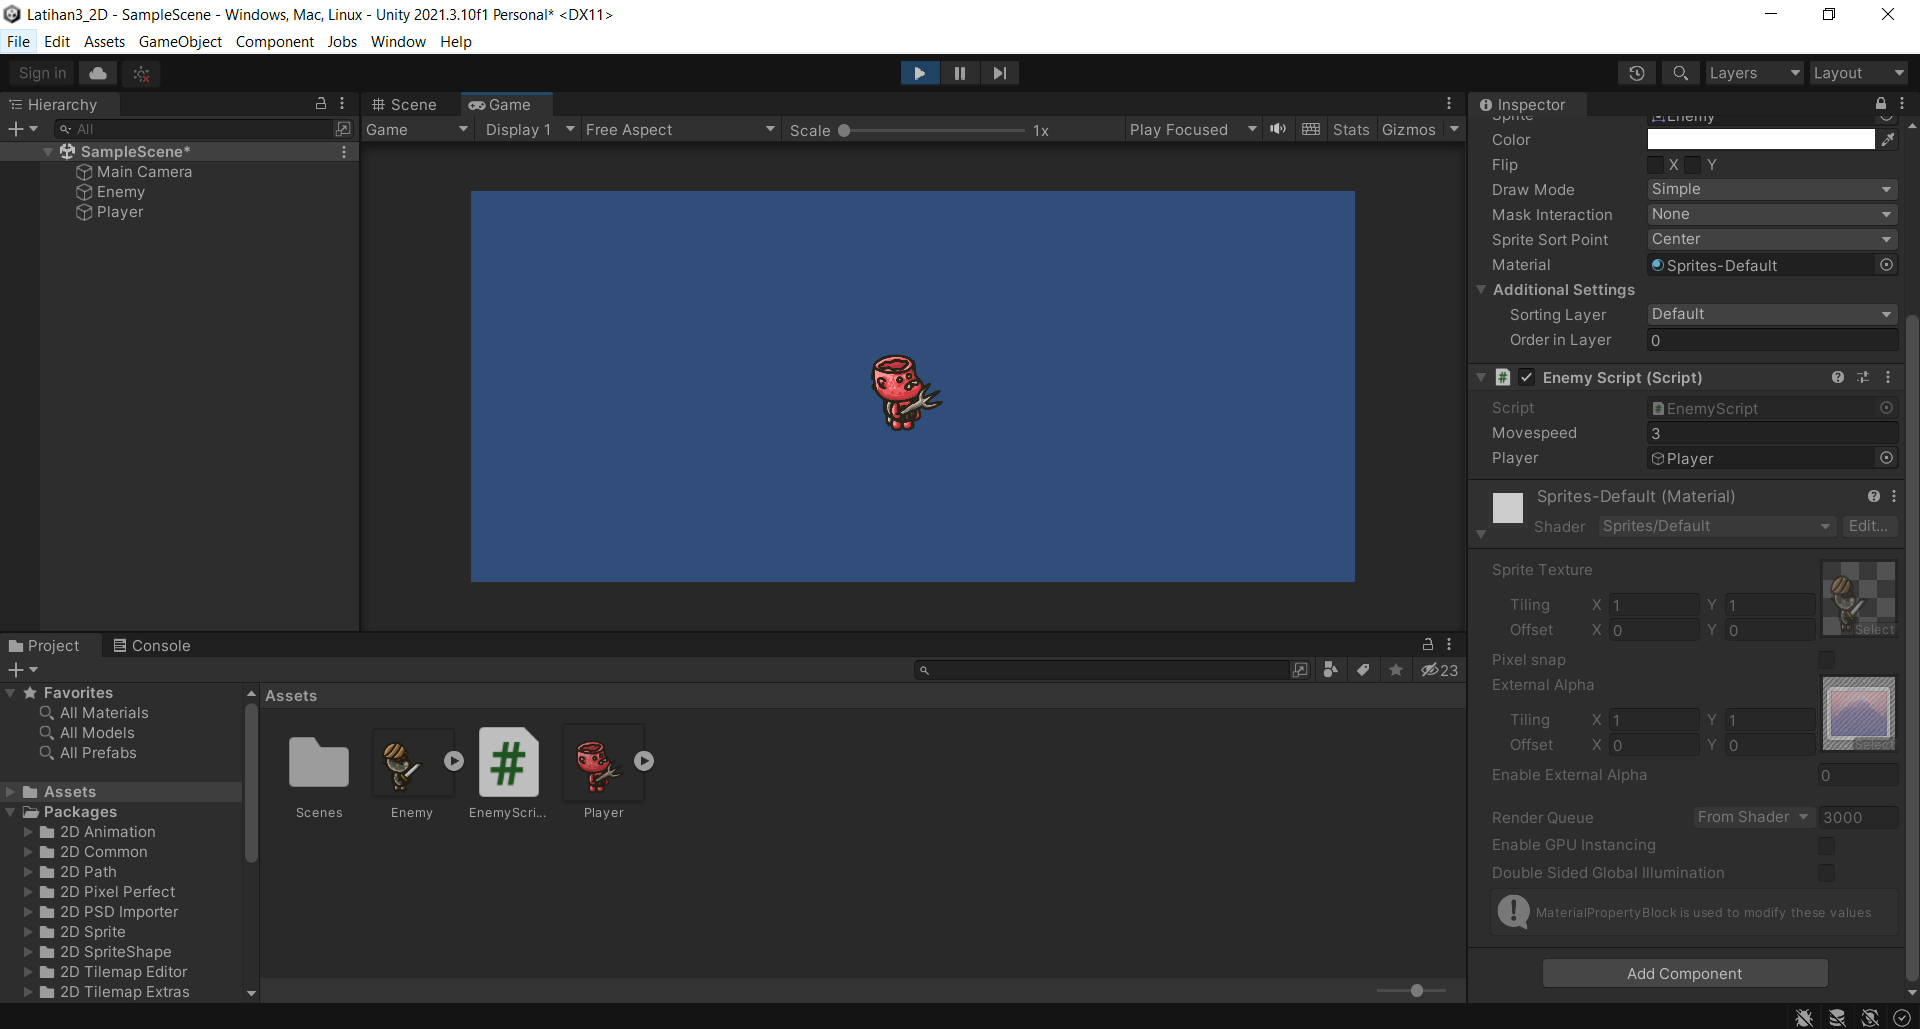 Latihan3_2D - SampleScene - Windows, Mac, Linux - Unity 2021.3.10f1 Personal* <DX11>
File Edit Assets GameObject Component Jobs Window Help
Sign in
Layers
Layout
Hierarchy
All
SampleScene*
Main Camera
Enemy
Player
Scene
Game
Game
Display 1
Free Aspect
Scale
1x
Play Focused
Stats
Gizmos
Inspector
Sprite
Enemy
Color
Flip
X
Y
Draw Mode
Simple
Mask Interaction
None
Sprite Sort Point
Center
Material
Sprites-Default
Additional Settings
Sorting Layer
Default
Order in Layer
0
Enemy Script (Script)
Script
EnemyScript
Movespeed
3
Player
Player
Sprites-Default (Material)
Shader
Sprites/Default
Edit...
Sprite Texture
Tiling X 1 Y 1
Offset X 0 Y 0
Select
Pixel snap
External Alpha
Tiling X 1 Y 1
Offset X 0 Y 0
Select
Enable External Alpha
0
Render Queue
From Shader
3000
Enable GPU Instancing
Double Sided Global Illumination
MaterialPropertyBlock is used to modify these values
Add Component
Project
Console
23
Favorites
All Materials
All Models
All Prefabs
Assets
Packages
2D Animation
2D Common
2D Path
2D Pixel Perfect
2D PSD Importer
2D Sprite
2D SpriteShape
2D Tilemap Editor
2D Tilemap Extras
Assets
Scenes
Enemy
EnemyScri...
Player